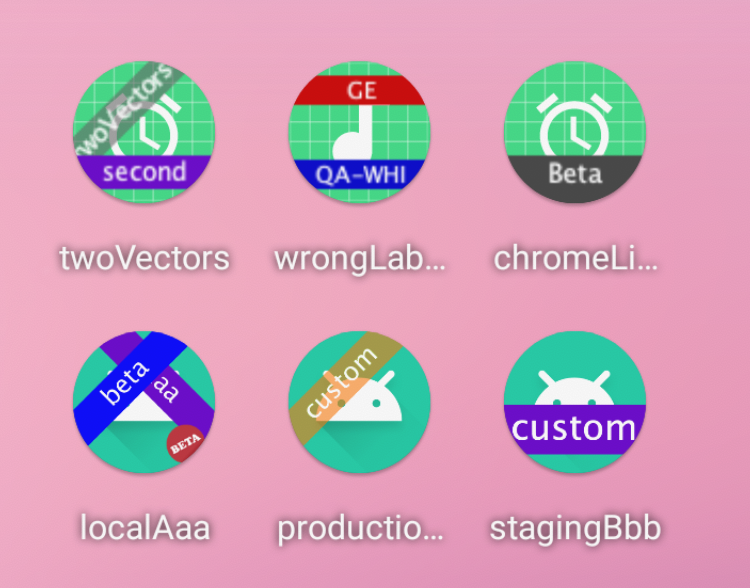 twoVectors
second
GE
QA-WHI
Beta
twoVectors
wrongLab...
chromeLi...
beta
aa
BETA
custom
custom
localAaa
productio...
stagingBbb